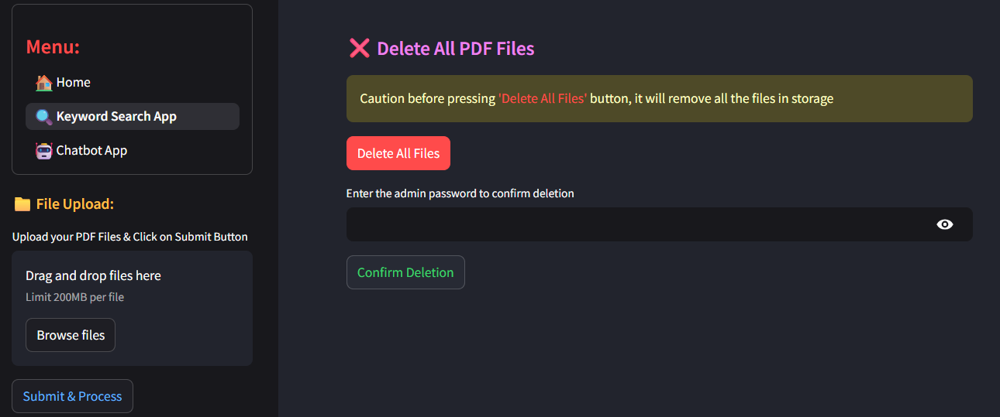 Menu:
Home
Keyword Search App
Chatbot App
File Upload:
Upload your PDF Files & Click on Submit Button
Drag and drop files here
Limit 200MB per file
Browse files
Submit & Process
Delete All PDF Files
Caution before pressing 'Delete All Files' button, it will remove all the files in storage
Delete All Files
Enter the admin password to confirm deletion
Confirm Deletion